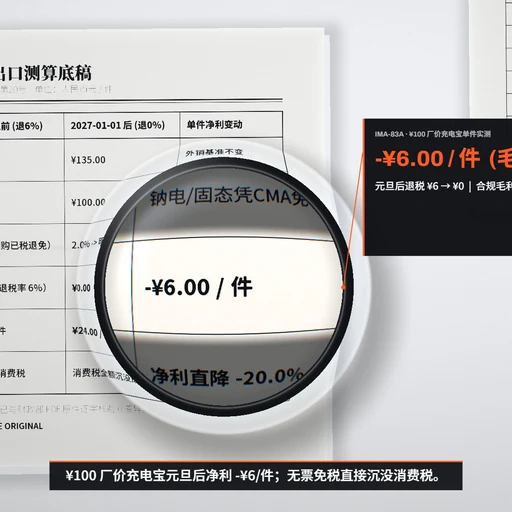 出口测算底稿
前 (退6%)
2027-01-01 后 (退0%)
单件净利变动
¥135.00
外销基准不变
¥100.00
钠电/固态凭CMA免
购已税退免）
2.0%
退税率 6%）
¥0.00
-¥6.00 / 件
件
¥24.00
消费税
消费税
净利直降 -20.0%
E ORIGINAL
IMA-83A · ¥100 厂价充电宝单件实测
-¥6.00 / 件 (毛
元旦后退税 ¥6 → ¥0 | 合规毛利
¥100 厂价充电宝元旦后净利 -¥6/件；无票免税直接沉没消费税。